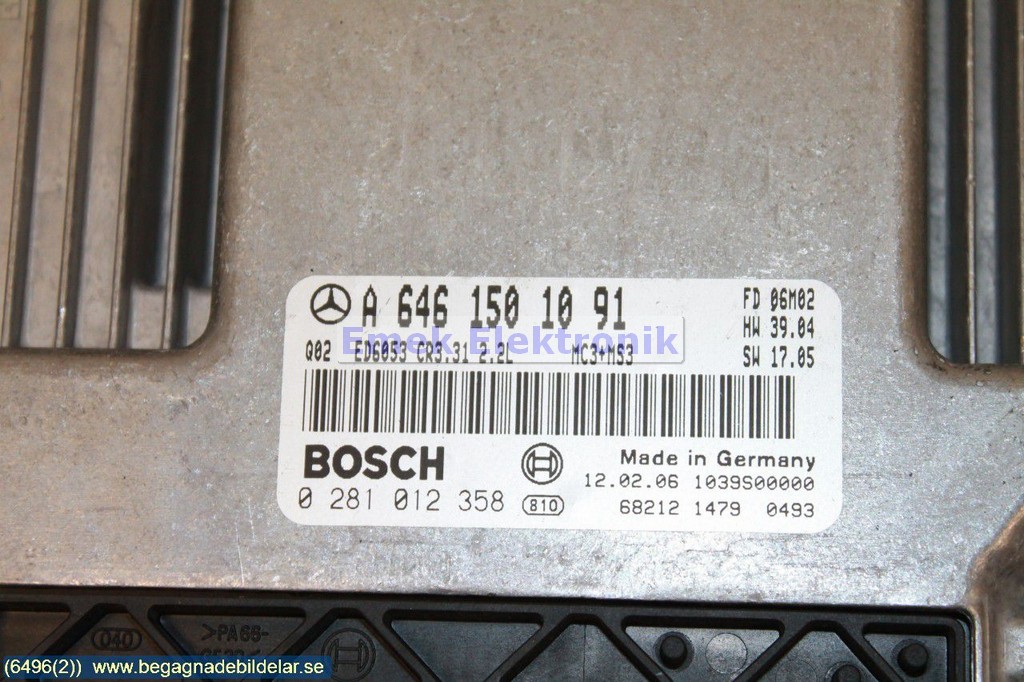 A 646 150 10 91
FD 06M02
HW 39.04
Emek Elektronik
Q02 ED6053 CR3.31 2.2L MC3+MS3
SW 17.05
BOSCH
Made in Germany
12.02.06 1039S00000
0 281 012 358 810
68212 1479 0493
040
>PA66-
(6496(2)) www.begagnadebildelar.se